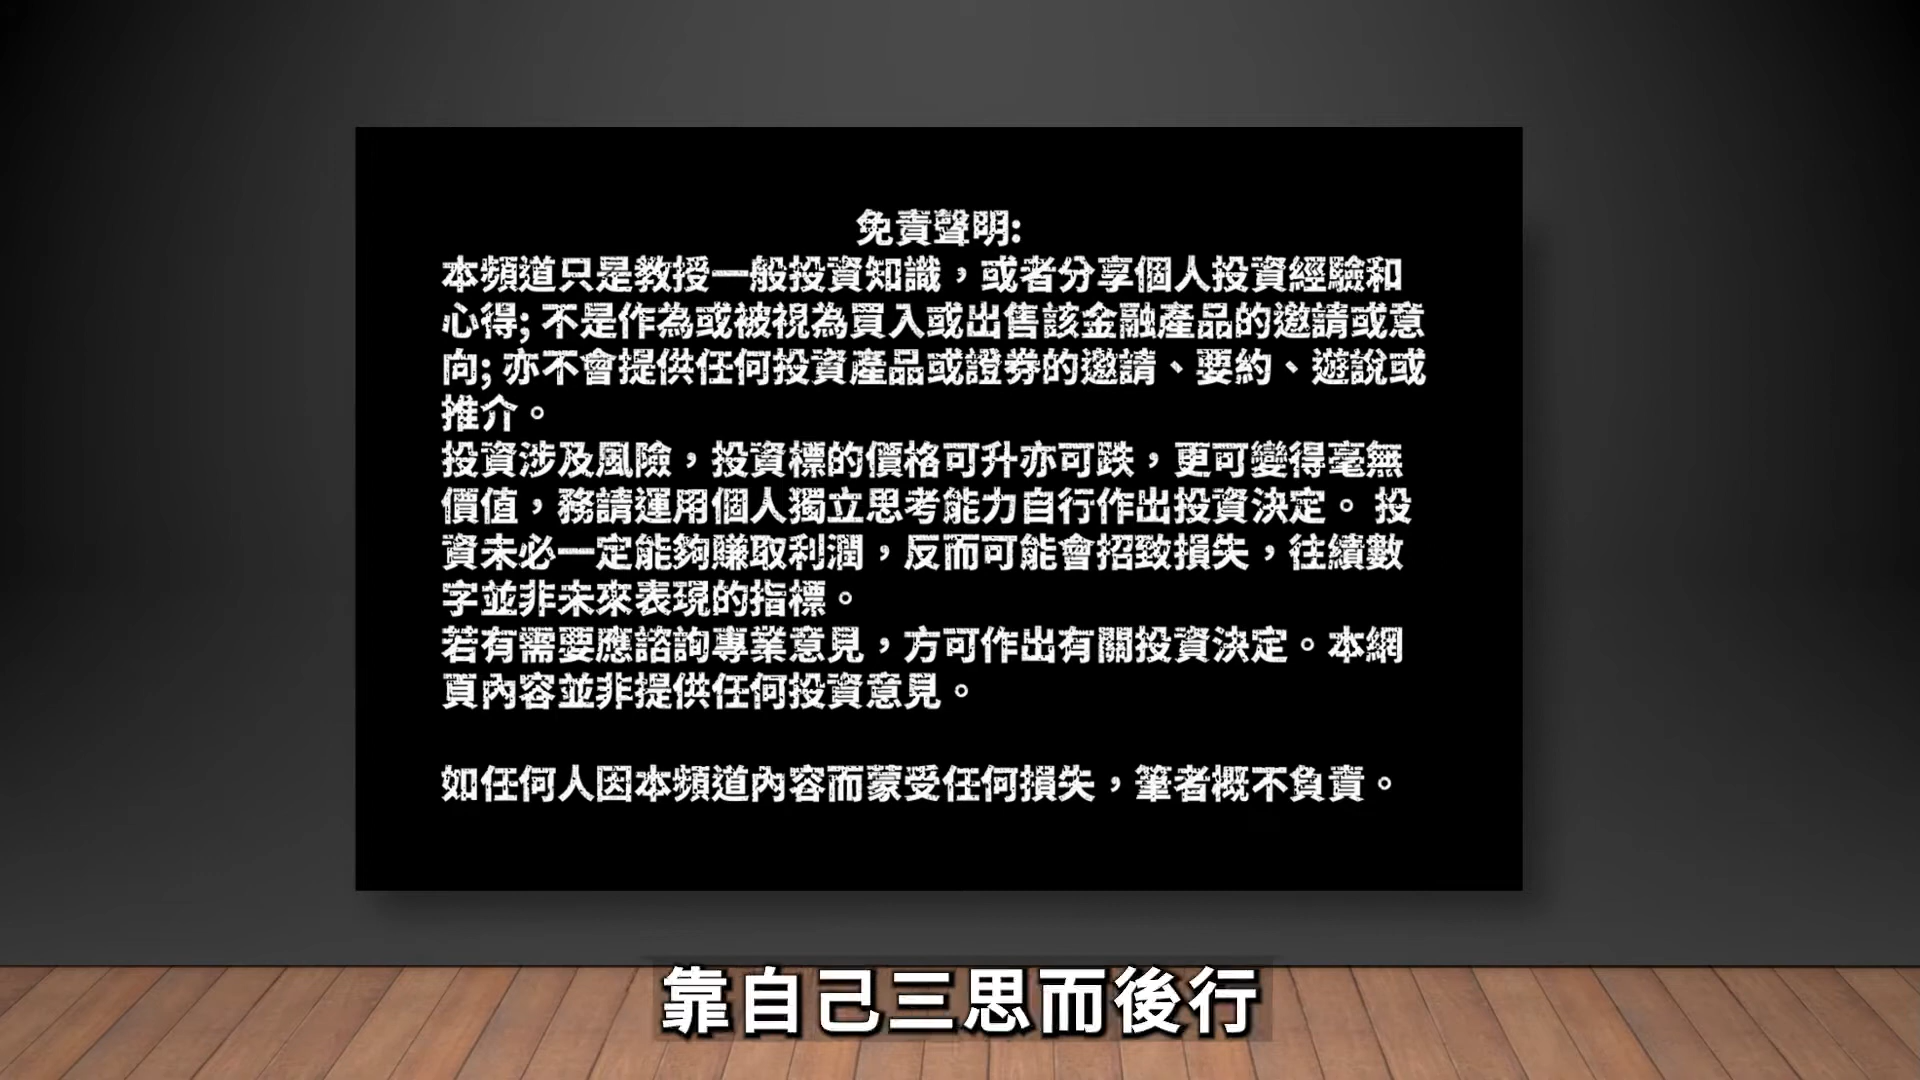 免責聲明:
本頻道只是教授一般投資知識，或者分享個人投資經驗和
心得; 不是作為或被視為買入或出售該金融產品的邀請或意
向; 亦不會提供任何投資產品或證券的邀請、要約、遊說或
推介。
投資涉及風險，投資標的價格可升亦可跌，更可變得毫無
價值，務請運用個人獨立思考能力自行作出投資決定。 投
資未必一定能夠賺取利潤，反而可能會招致損失，往績數
字並非未來表現的指標。
若有需要應諮詢專業意見，方可作出有關投資決定。本網
頁內容並非提供任何投資意見。
如任何人因本頻道內容而蒙受任何損失，筆者概不負責。
靠自己三思而後行